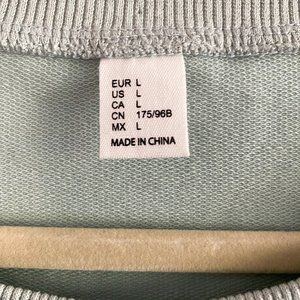 EUR L
US L
CA L
CN 175/96B
MX L
MADE IN CHINA